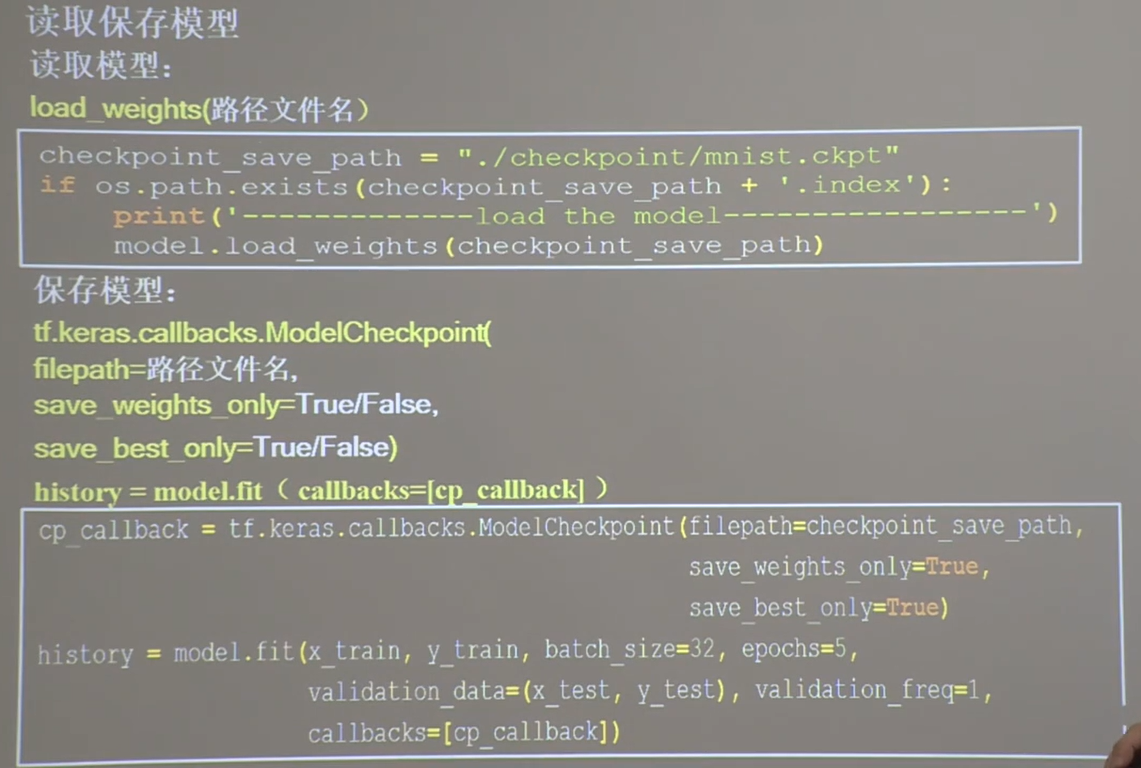 读取保存模型
读取模型:
load_weights(路径文件名)
checkpoint_save_path = "./checkpoint/mnist.ckpt"
if os.path.exists(checkpoint_save_path + '.index'):
    print('-------------load the model-----------------')
    model.load_weights(checkpoint_save_path)
保存模型:
tf.keras.callbacks.ModelCheckpoint(
filepath=路径文件名,
save_weights_only=True/False,
save_best_only=True/False)
history = model.fit（ callbacks=[cp_callback] ）
cp_callback = tf.keras.callbacks.ModelCheckpoint(filepath=checkpoint_save_path,
save_weights_only=True,
save_best_only=True)
history = model.fit(x_train, y_train, batch_size=32, epochs=5,
validation_data=(x_test, y_test), validation_freq=1,
callbacks=[cp_callback])